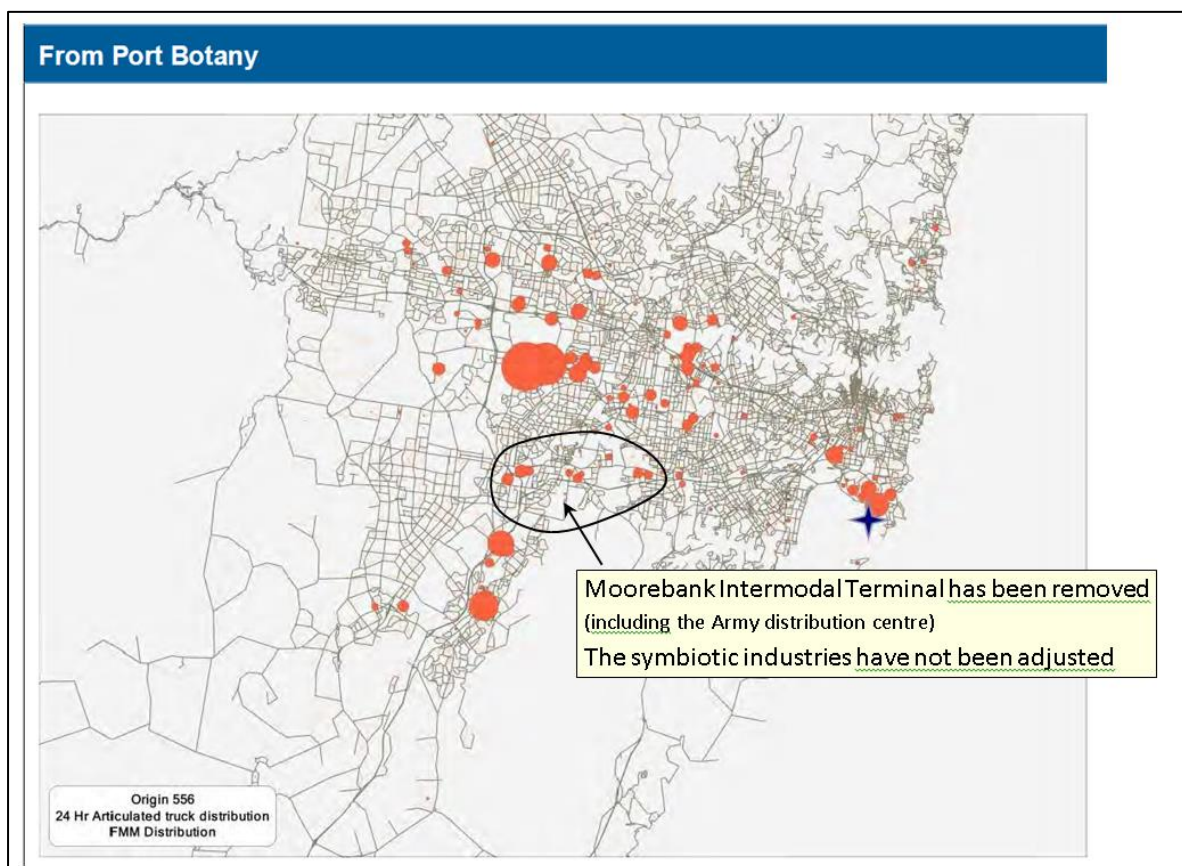 From Port Botany
Moorebank Intermodal Terminal has been removed
(including the Army distribution centre)
The symbiotic industries have not been adjusted
Origin 556
24 Hr Articulated truck distribution
FMM Distribution